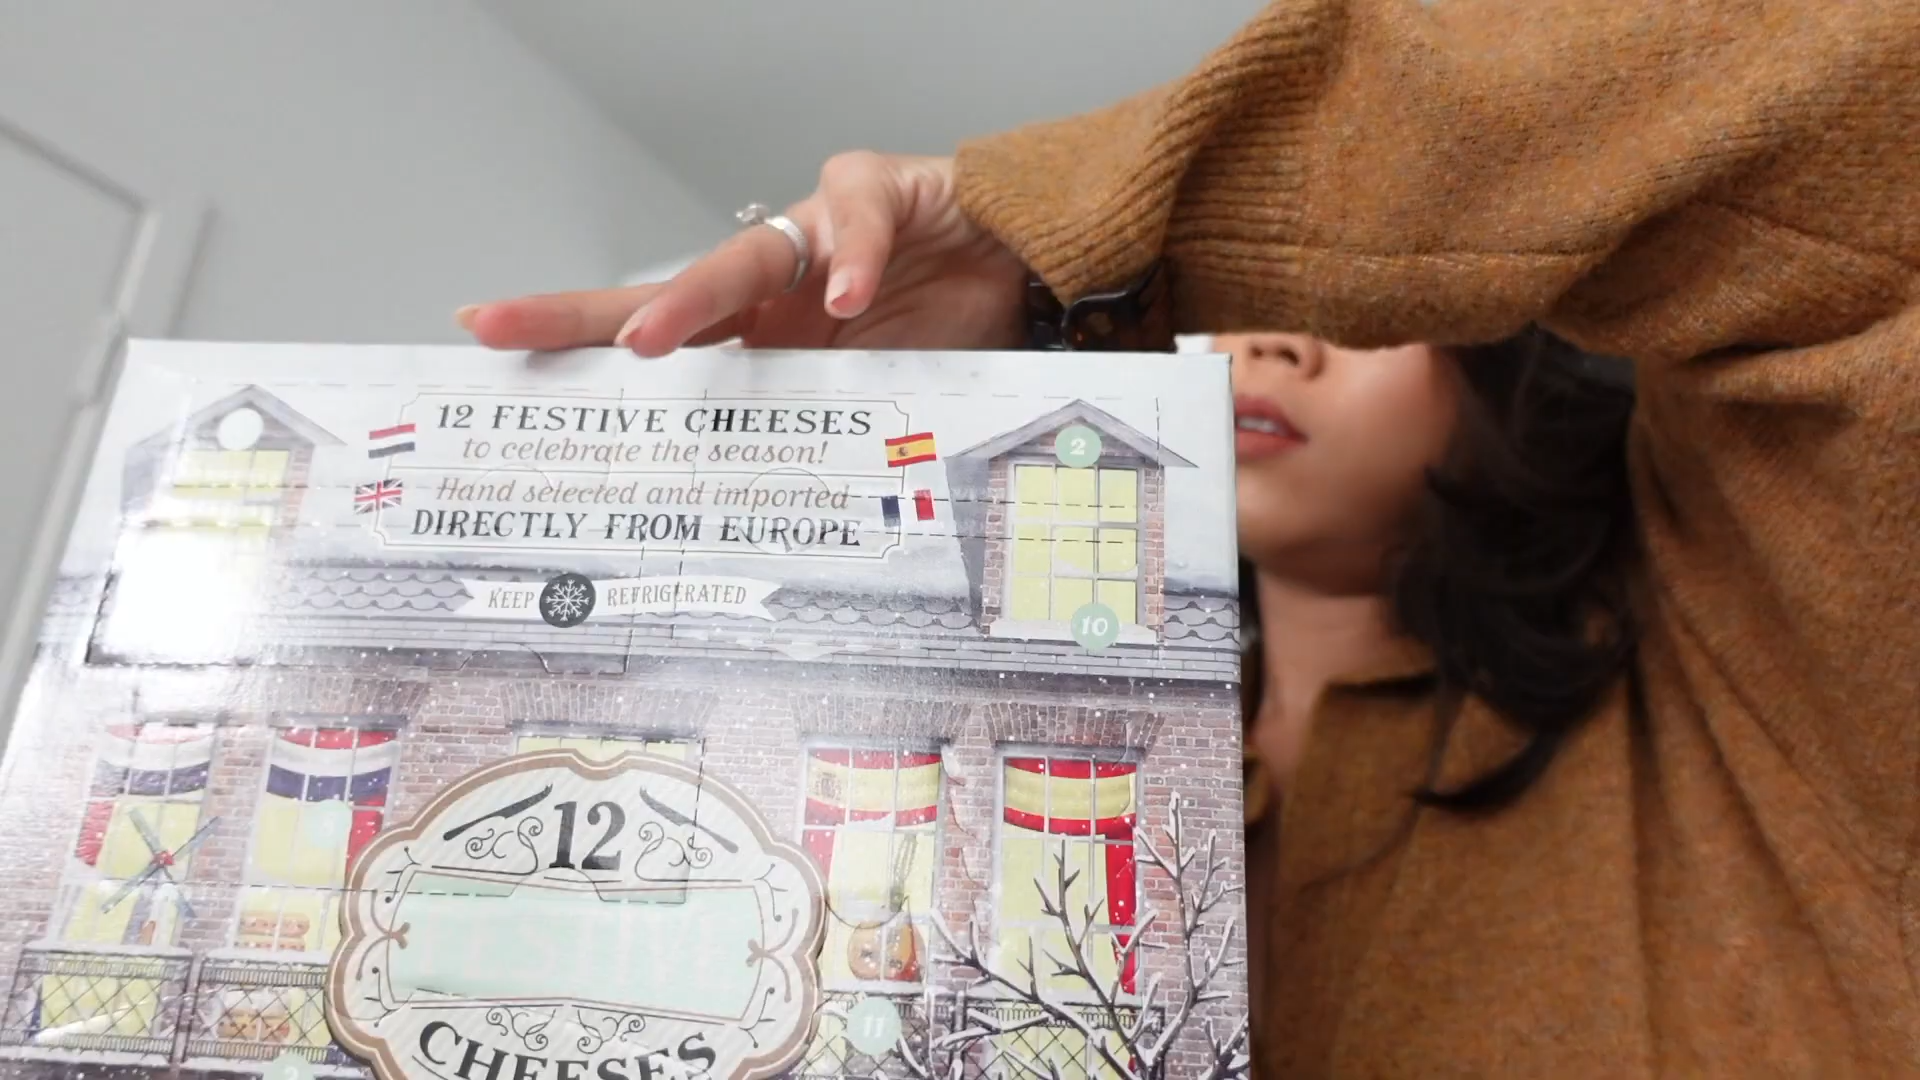 12 FESTIVE CHEESES
to celebrate the season!
Hand selected and imported
DIRECTLY FROM EUROPE
KEEP REFRIGERATED
2
10
12
FESTIVE
CHEESES
11